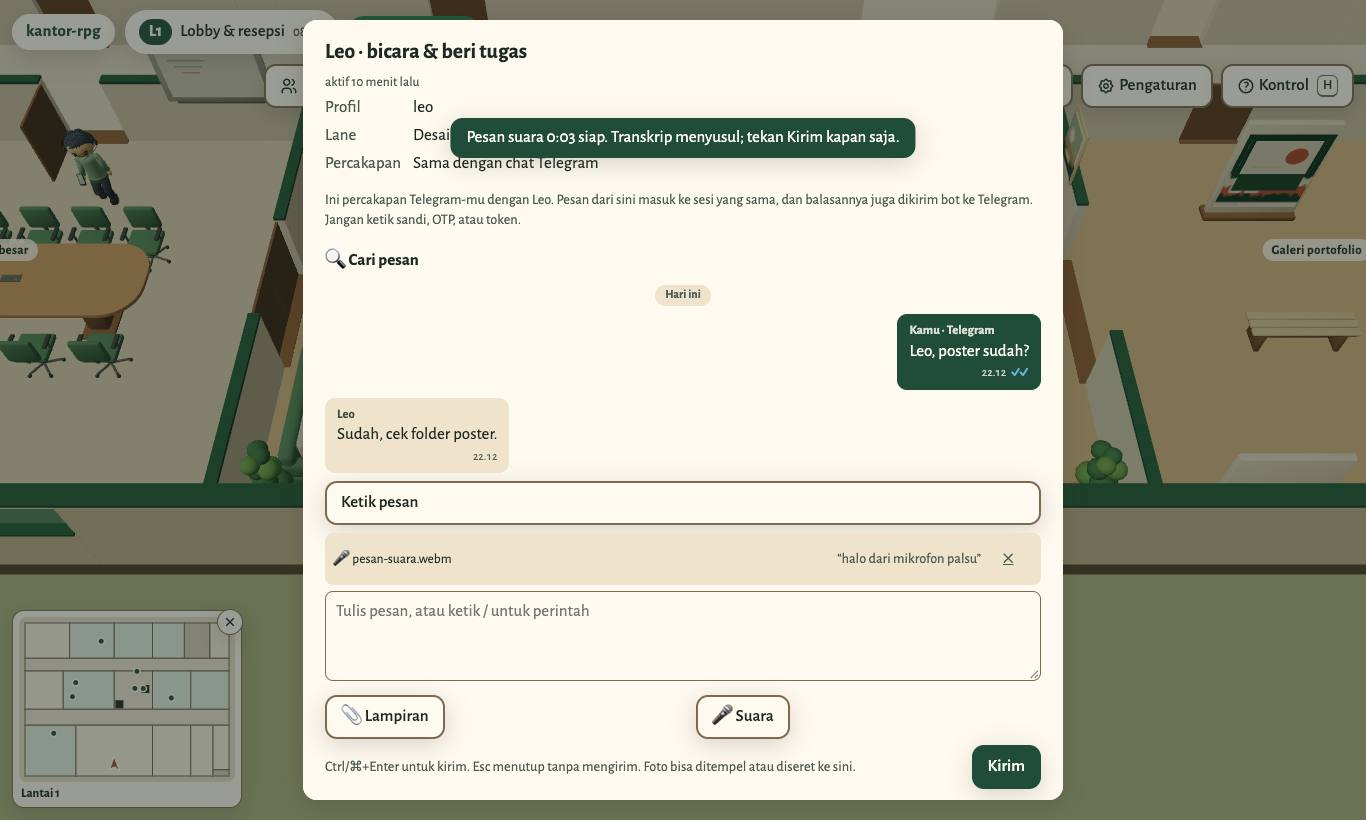 kantor-rpg
L1 Lobby & resepsi
Pengaturan
Kontrol H
besar
Galeri portofolio
Leo · bicara & beri tugas
aktif 10 menit lalu
Profil leo
Lane Desai
Pesan suara 0:03 siap. Transkrip menyusul; tekan Kirim kapan saja.
Percakapan Sama dengan chat Telegram
Ini percakapan Telegram-mu dengan Leo. Pesan dari sini masuk ke sesi yang sama, dan balasannya juga dikirim bot ke Telegram.
Jangan ketik sandi, OTP, atau token.
🔍 Cari pesan
Hari ini
Kamu · Telegram
Leo, poster sudah?
22.12 ✓✓
Leo
Sudah, cek folder poster.
22.12
Ketik pesan
🎤 pesan-suara.webm “halo dari mikrofon palsu” ×
Tulis pesan, atau ketik / untuk perintah
📎 Lampiran
🎤 Suara
Ctrl/⌘+Enter untuk kirim. Esc menutup tanpa mengirim. Foto bisa ditempel atau diseret ke sini.
Kirim
Lantai 1